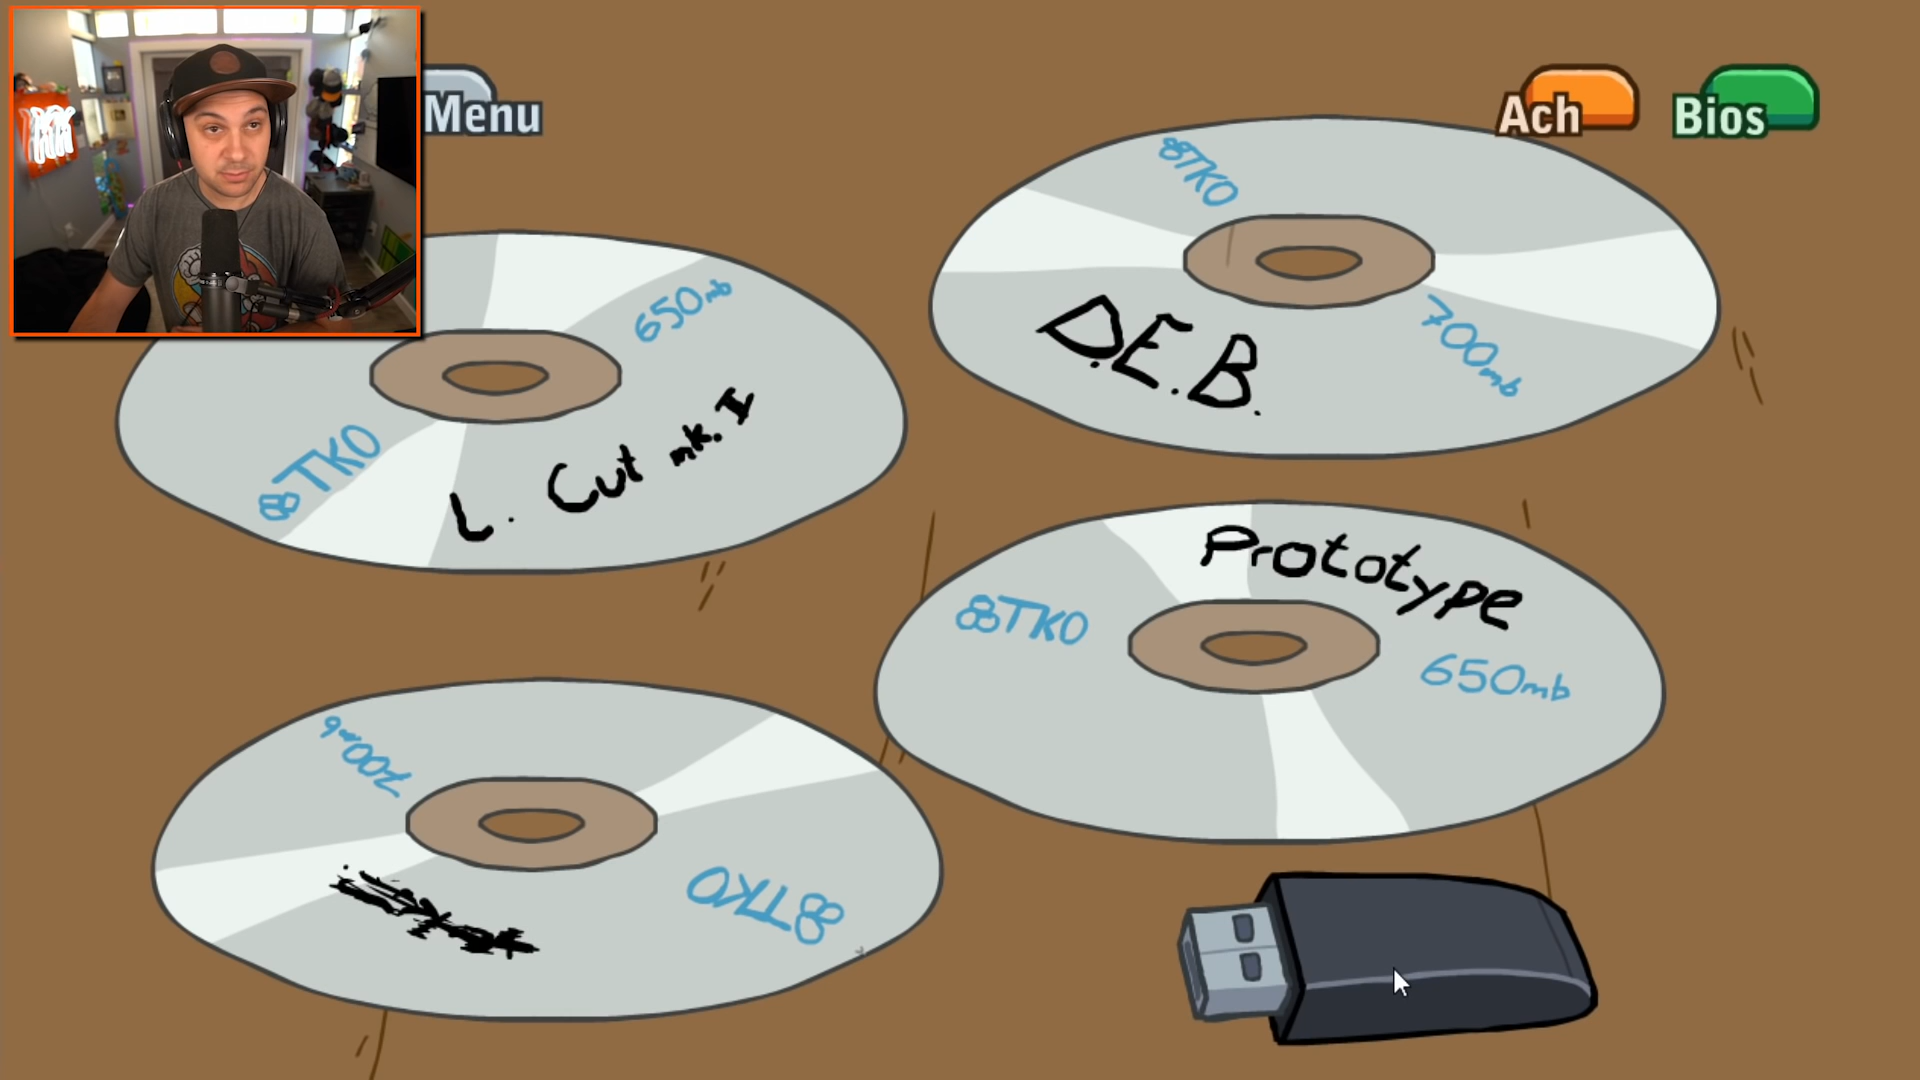 Menu
Ach
Bios
8TKO
D.E.B.
700mb
650mb
8TKO
L. Cut mk. I
Prototype
8TKO
650mb
700mb
8TKO